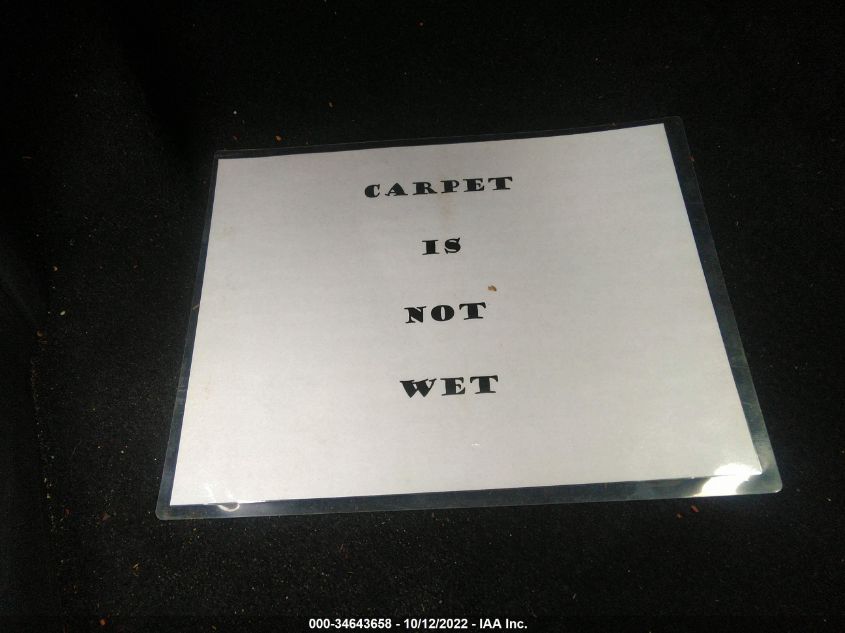 CARPET
IS
NOT
WET
000-34643658 - 10/12/2022 - IAA Inc.